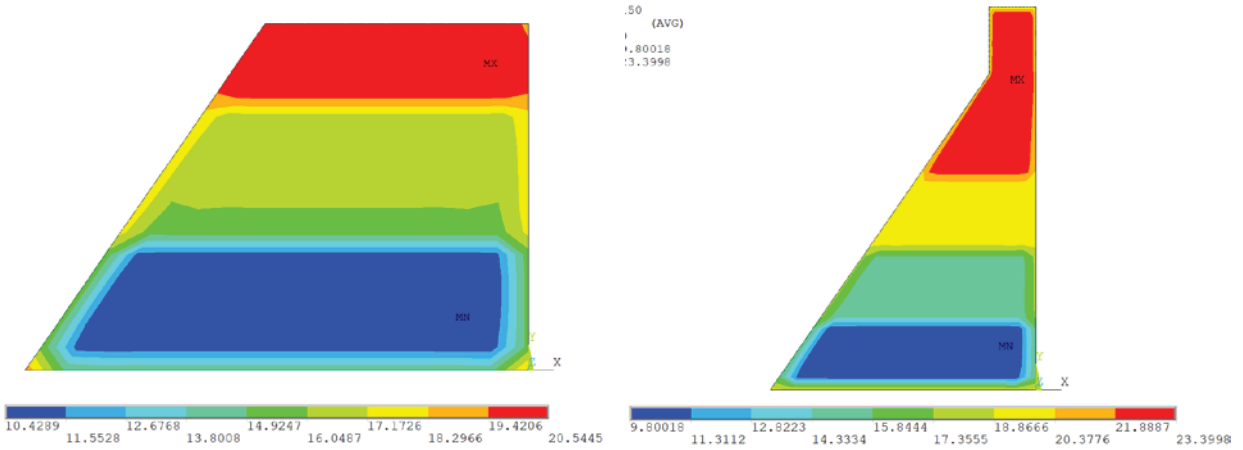 .50
(AVG)
)
9.80018
23.3998
MX
MX
MN
Y
Z X
MN
Y
Z X
10.4289 12.6768 14.9247 17.1726 19.4206
11.5528 13.8008 16.0487 18.2966 20.5445
9.80018 12.8223 15.8444 18.8666 21.8887
11.3112 14.3334 17.3555 20.3776 23.3998